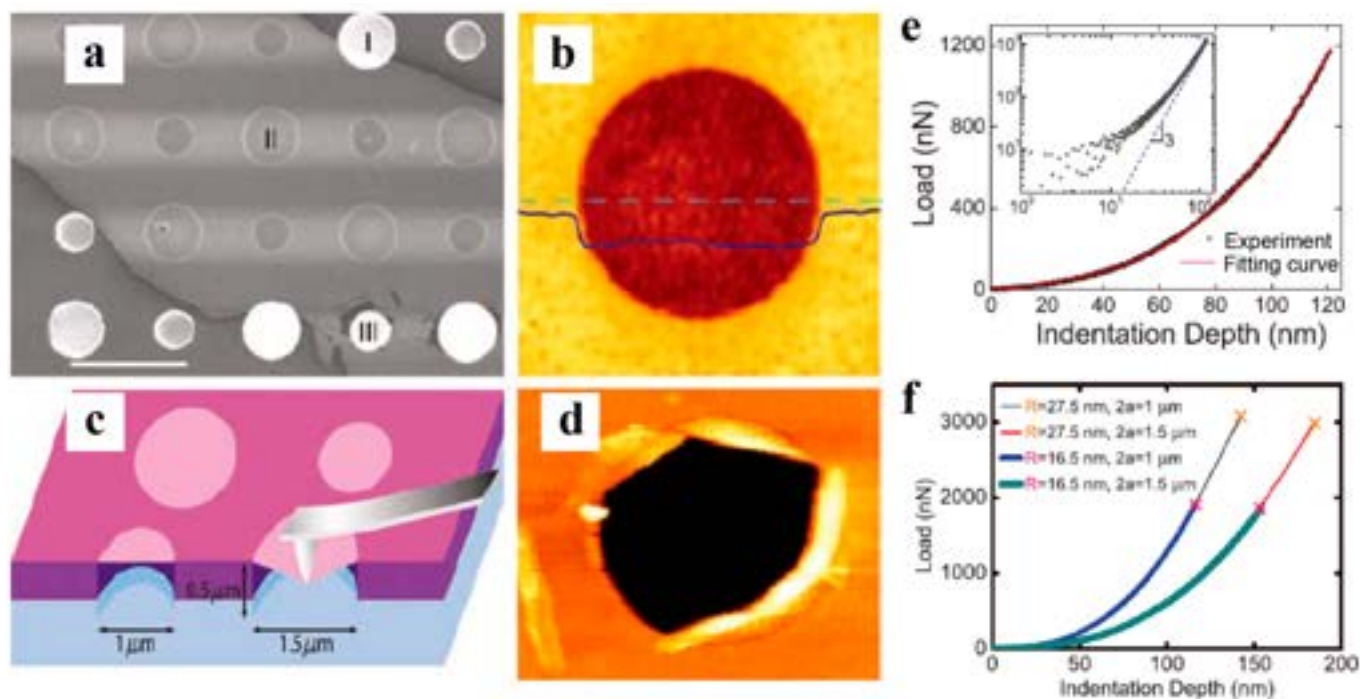 a
I
II
III
b
c
0.5μm
1μm
1.5μm
d
e
Load (nN)
1200
800
400
0
3
Experiment
Fitting curve
0 20 40 60 80 100 120
Indentation Depth (nm)
f
Load (nN)
3000
2000
1000
0
R=27.5 nm, 2a=1 μm
R=27.5 nm, 2a=1.5 μm
R=16.5 nm, 2a=1 μm
R=16.5 nm, 2a=1.5 μm
0 50 100 150 200
Indentation Depth (nm)